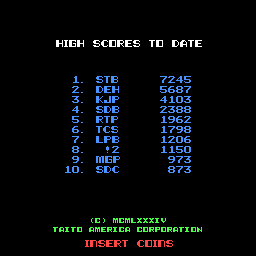 HIGH SCORES TO DATE
1. STB 7245
2. DEH 5687
3. KJP 4103
4. SDB 2388
5. RTP 1962
6. TCS 1798
7. LPB 1206
8. !2 1150
9. MGP 973
10. SDC 873
(C) MCMLXXXIV
TAITO AMERICA CORPORATION
INSERT COINS